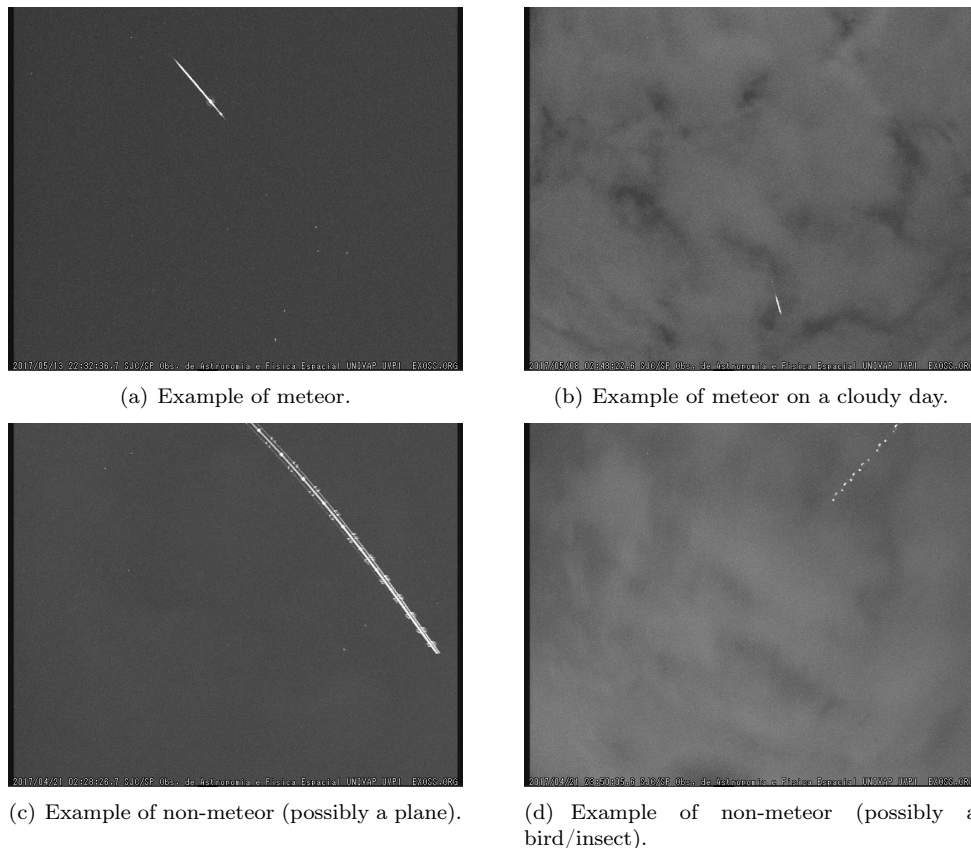 2017/05/13 22:32:36.7 SJC/SP Obs. de Astronomia e Fisica Espacial UNIVAP UVP1 EXOSS.ORG
2017/05/08 02:48:22.6 SJC/SP Obs. de Astronomia e Fisica Espacial UNIVAP UVP1 EXOSS.ORG
(a) Example of meteor.
(b) Example of meteor on a cloudy day.
2017/04/21 02:28:26.7 SJC/SP Obs. de Astronomia e Fisica Espacial UNIVAP UVP1 EXOSS.ORG
2017/04/21 23:50:05.6 SJC/SP Obs. de Astronomia e Fisica Espacial UNIVAP UVP1 EXOSS.ORG
(c) Example of non-meteor (possibly a plane).
(d) Example of non-meteor (possibly a
bird/insect).